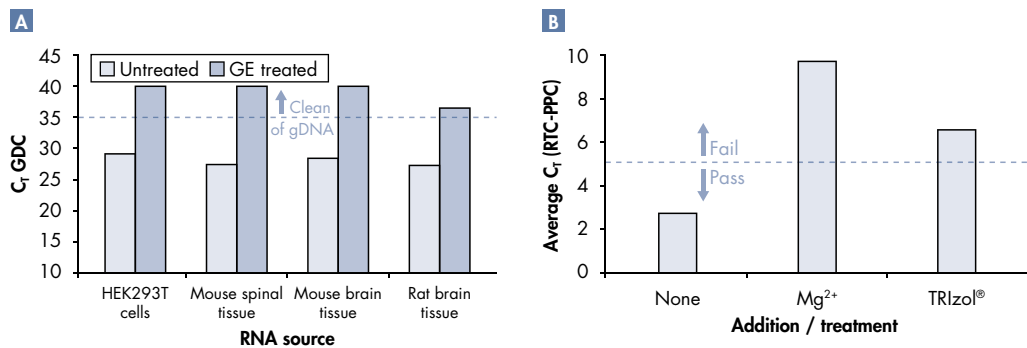 A
C_T GDC
45
40
35
30
25
20
15
10
Untreated
GE treated
Clean
of gDNA
HEK293T
cells
Mouse spinal
tissue
Mouse brain
tissue
Rat brain
tissue
RNA source
B
Average C_T (RTC-PPC)
10
8
6
4
2
0
Fail
Pass
None
Mg²⁺
TRIzol®
Addition / treatment